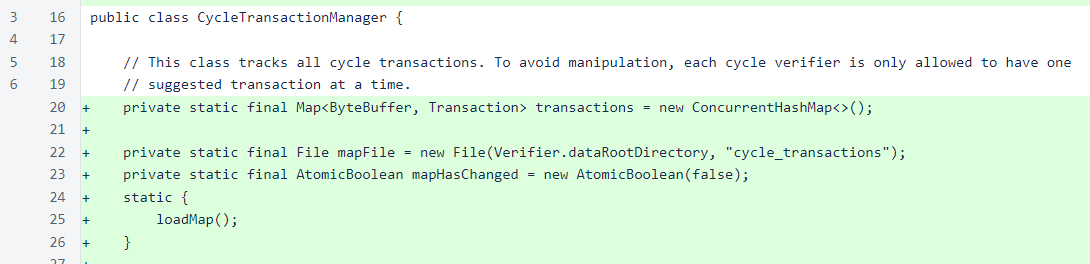 3 16 public class CycleTransactionManager {
4 17
5 18 // This class tracks all cycle transactions. To avoid manipulation, each cycle verifier is only allowed to have one
6 19 // suggested transaction at a time.
20 + private static final Map<ByteBuffer, Transaction> transactions = new ConcurrentHashMap<>();
21 +
22 + private static final File mapFile = new File(Verifier.dataRootDirectory, "cycle_transactions");
23 + private static final AtomicBoolean mapHasChanged = new AtomicBoolean(false);
24 + static {
25 + loadMap();
26 + }
27